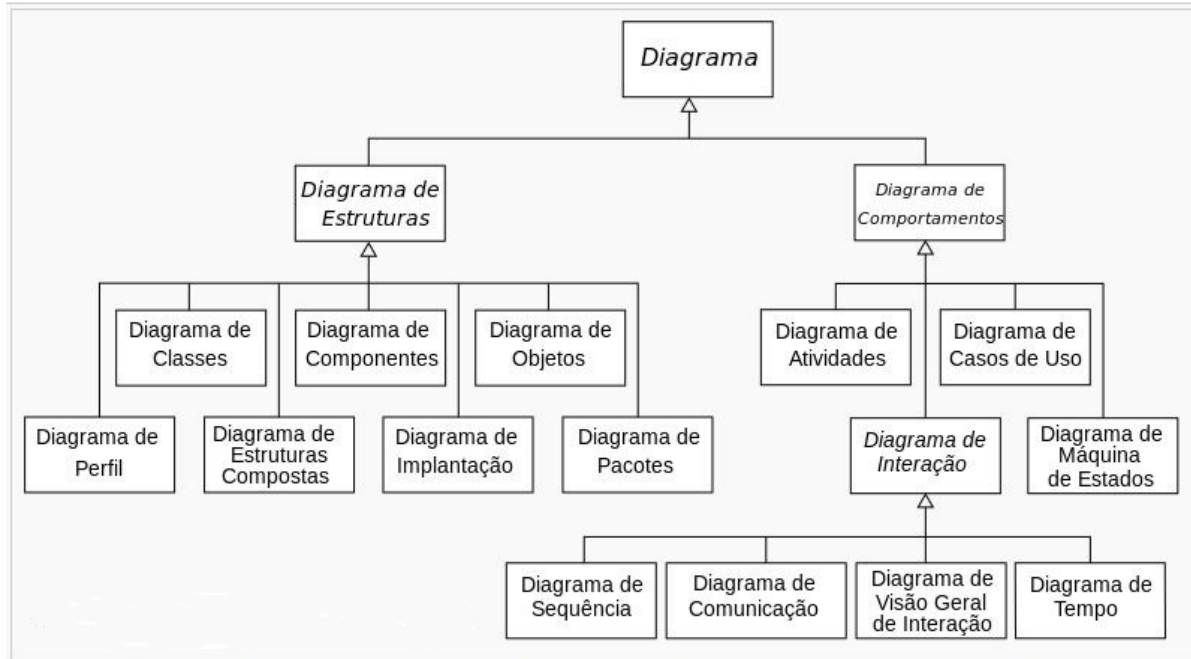 Diagrama
Diagrama de
Estruturas
Diagrama de
Comportamentos
Diagrama de
Classes
Diagrama de
Componentes
Diagrama de
Objetos
Diagrama de
Atividades
Diagrama de
Casos de Uso
Diagrama de
Perfil
Diagrama de
Estruturas
Compostas
Diagrama de
Implantação
Diagrama de
Pacotes
Diagrama de
Interação
Diagrama de
Máquina
de Estados
Diagrama de
Sequência
Diagrama de
Comunicação
Diagrama de
Visão Geral
de Interação
Diagrama de
Tempo